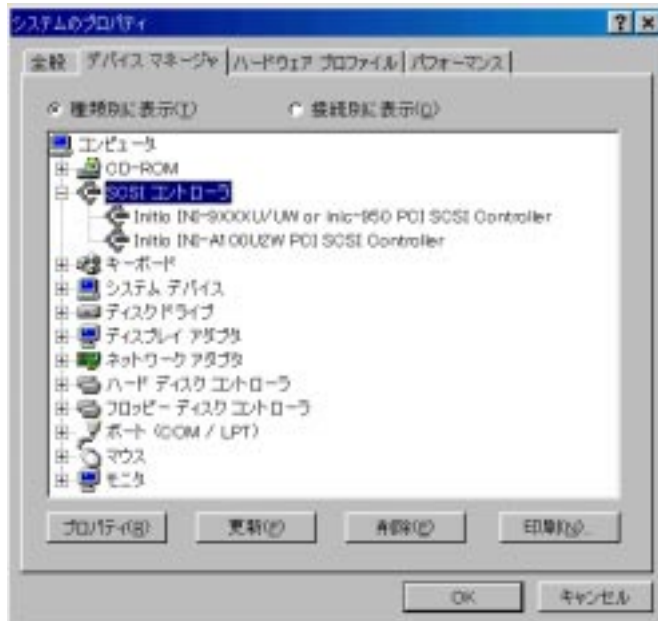 システムのプロパティ
全般 デバイス マネージャ ハードウェア プロファイル パフォーマンス
種類別に表示(T) 接続別に表示(C)
コンピュータ
CD-ROM
SCSI コントローラ
Initio INI-9XXXU/UW or inic-950 PCI SCSI Controller
Initio INI-A100U2W PCI SCSI Controller
キーボード
システム デバイス
ディスク ドライブ
ディスプレイ アダプタ
ネットワーク アダプタ
ハード ディスク コントローラ
フロッピー ディスク コントローラ
ポート (COM / LPT)
マウス
モニタ
プロパティ(R) 更新(F) 削除(E) 印刷(N)...
OK キャンセル